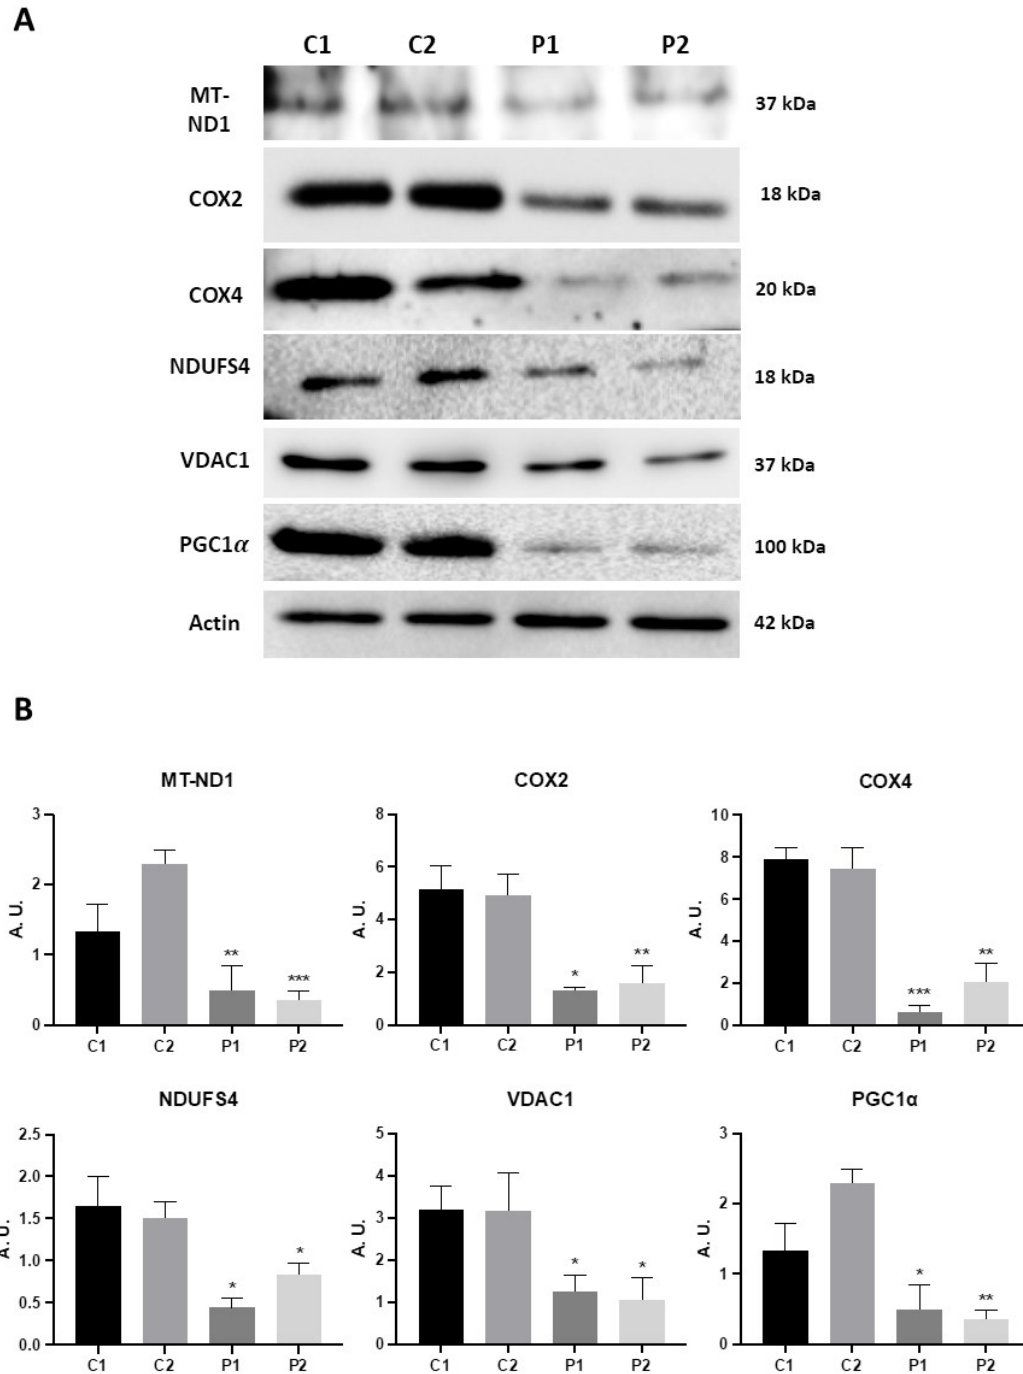 A
C1 C2 P1 P2
MT-
ND1
37 kDa
COX2
18 kDa
COX4
20 kDa
NDUFS4
18 kDa
VDAC1
37 kDa
PGC1α
100 kDa
Actin
42 kDa
B
MT-ND1
3
2
1
0
A. U.
**
***
C1 C2 P1 P2
COX2
8
6
4
2
0
A. U.
*
**
C1 C2 P1 P2
COX4
10
8
6
4
2
0
A. U.
***
**
C1 C2 P1 P2
NDUFS4
2.5
2.0
1.5
1.0
0.5
0.0
A. U.
*
*
C1 C2 P1 P2
VDAC1
5
4
3
2
1
0
A. U.
*
*
C1 C2 P1 P2
PGC1α
3
2
1
0
A. U.
*
**
C1 C2 P1 P2